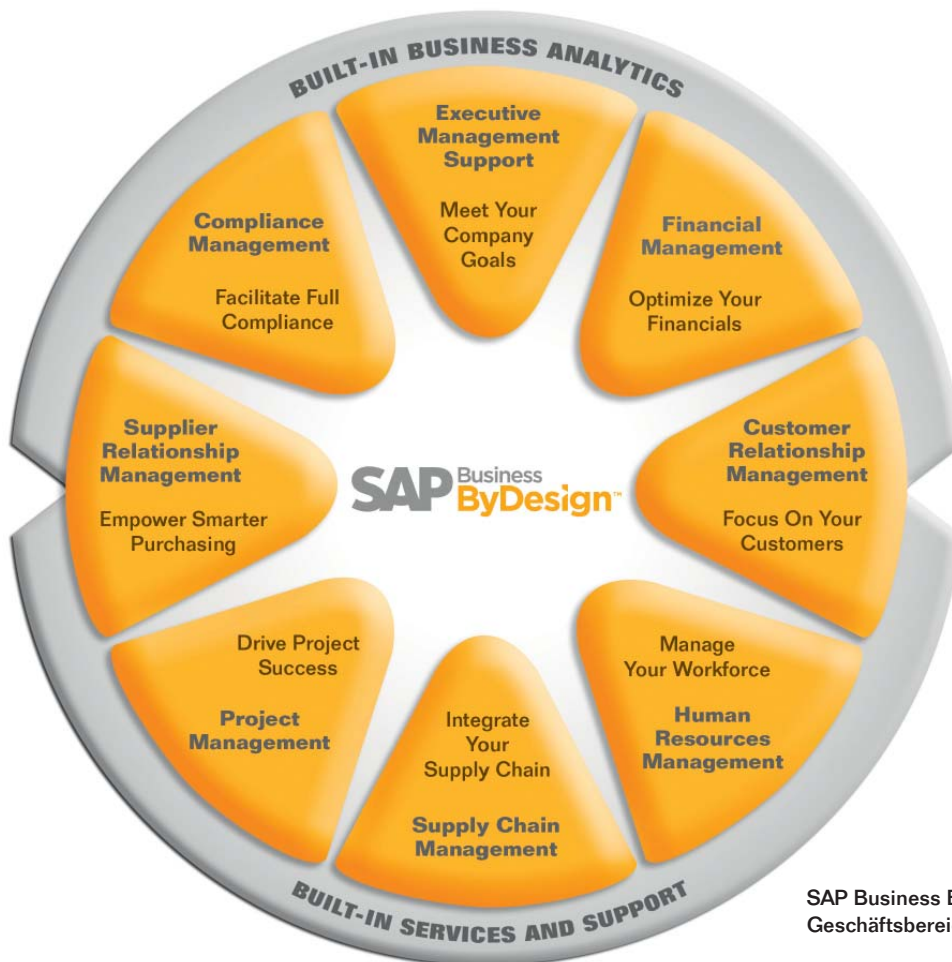 BUILT-IN BUSINESS ANALYTICS
Executive
Management
Support
Meet Your
Company
Goals
Financial
Management
Optimize Your
Financials
Customer
Relationship
Management
Focus On Your
Customers
Manage
Your Workforce
Human
Resources
Management
Integrate
Your
Supply Chain
Supply Chain
Management
Drive Project
Success
Project
Management
Supplier
Relationship
Management
Empower Smarter
Purchasing
Compliance
Management
Facilitate Full
Compliance
SAP Business
ByDesign™
BUILT-IN SERVICES AND SUPPORT
SAP Business